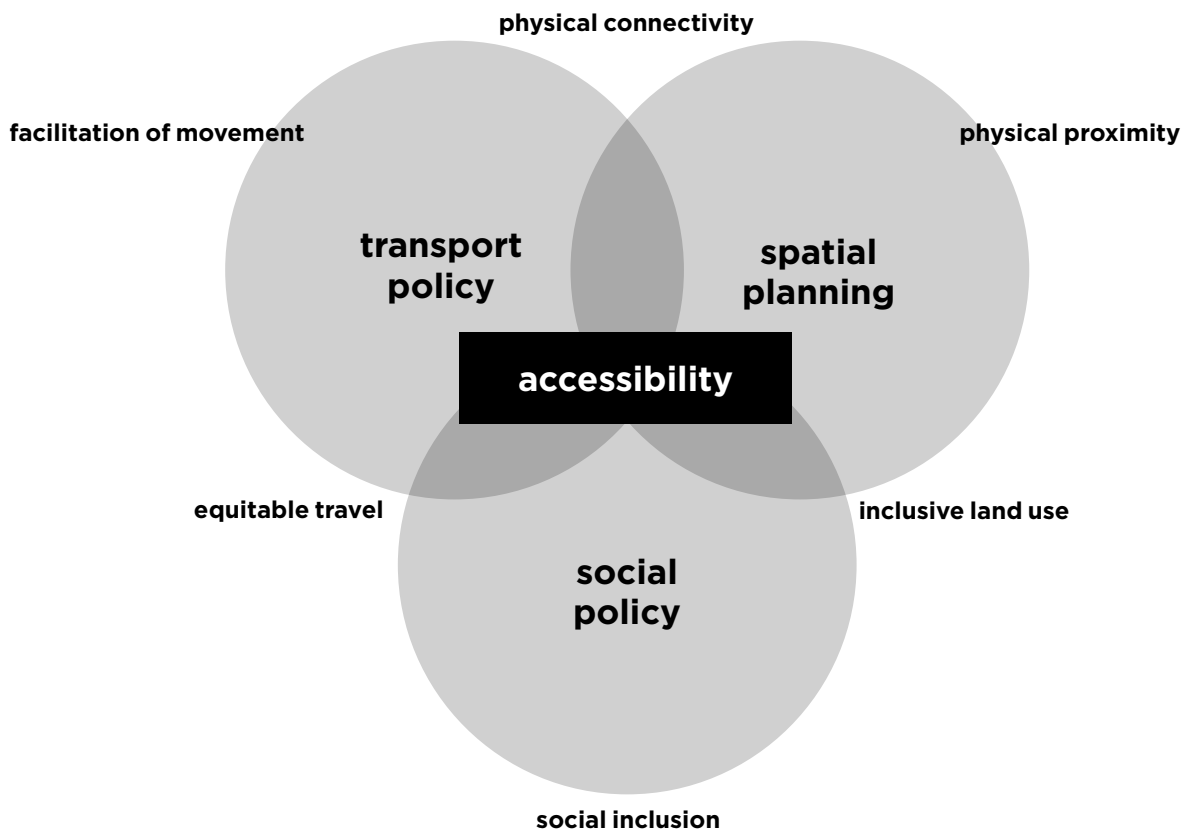 physical connectivity
facilitation of movement
physical proximity
transport
policy
spatial
planning
accessibility
equitable travel
inclusive land use
social
policy
social inclusion